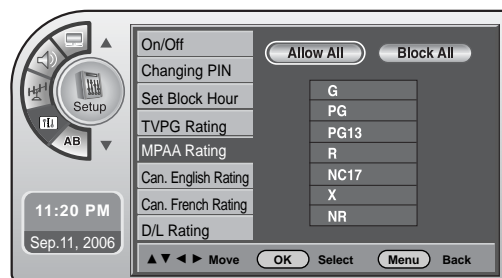 Setup
AB
11:20 PM
Sep.11, 2006
On/Off
Changing PIN
Set Block Hour
TVPG Rating
MPAA Rating
Can. English Rating
Can. French Rating
D/L Rating
Allow All
Block All
G
PG
PG13
R
NC17
X
NR
▲▼◄► Move OK Select Menu Back